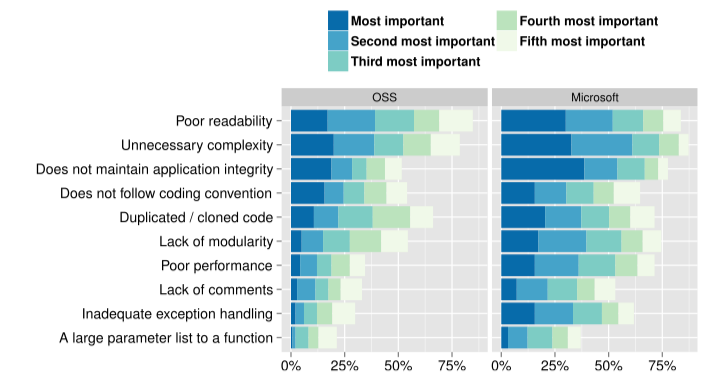 Most important
Fourth most important
Second most important
Fifth most important
Third most important
OSS
Microsoft
Poor readability
Unnecessary complexity
Does not maintain application integrity
Does not follow coding convention
Duplicated / cloned code
Lack of modularity
Poor performance
Lack of comments
Inadequate exception handling
A large parameter list to a function
0% 25% 50% 75% 0% 25% 50% 75%